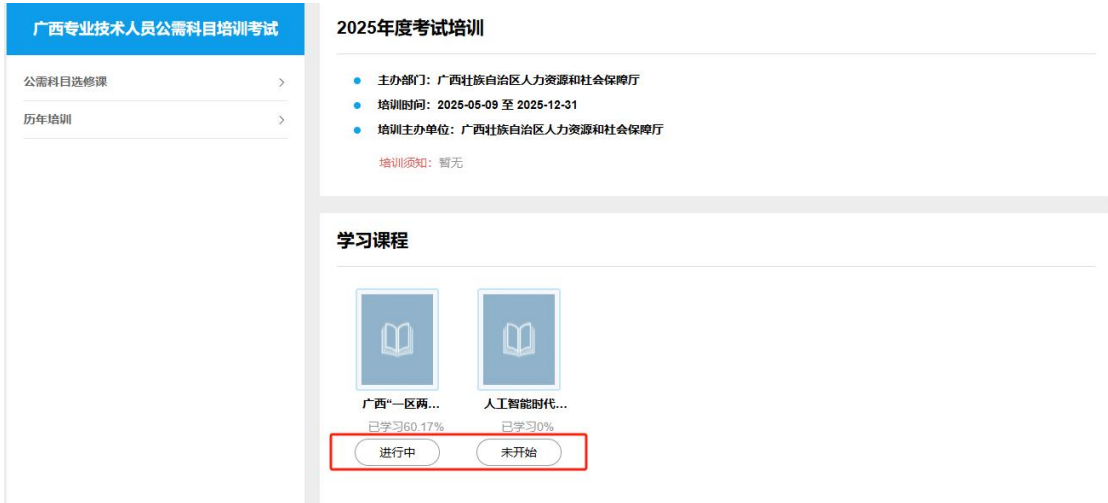 广西专业技术人员公需科目培训考试
公需科目选修课
历年培训
2025年度考试培训
主办部门：广西壮族自治区人力资源和社会保障厅
培训时间：2025-05-09 至 2025-12-31
培训主办单位：广西壮族自治区人力资源和社会保障厅
培训须知：暂无
学习课程
广西“一区两... 人工智能时代...
已学习60.17% 已学习0%
进行中 未开始